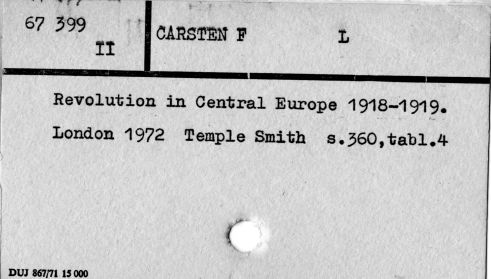 67 399
II
CARSTEN F L
Revolution in Central Europe 1918-1919.
London 1972 Temple Smith s.360,tabl.4
DUJ 867/71 15 000